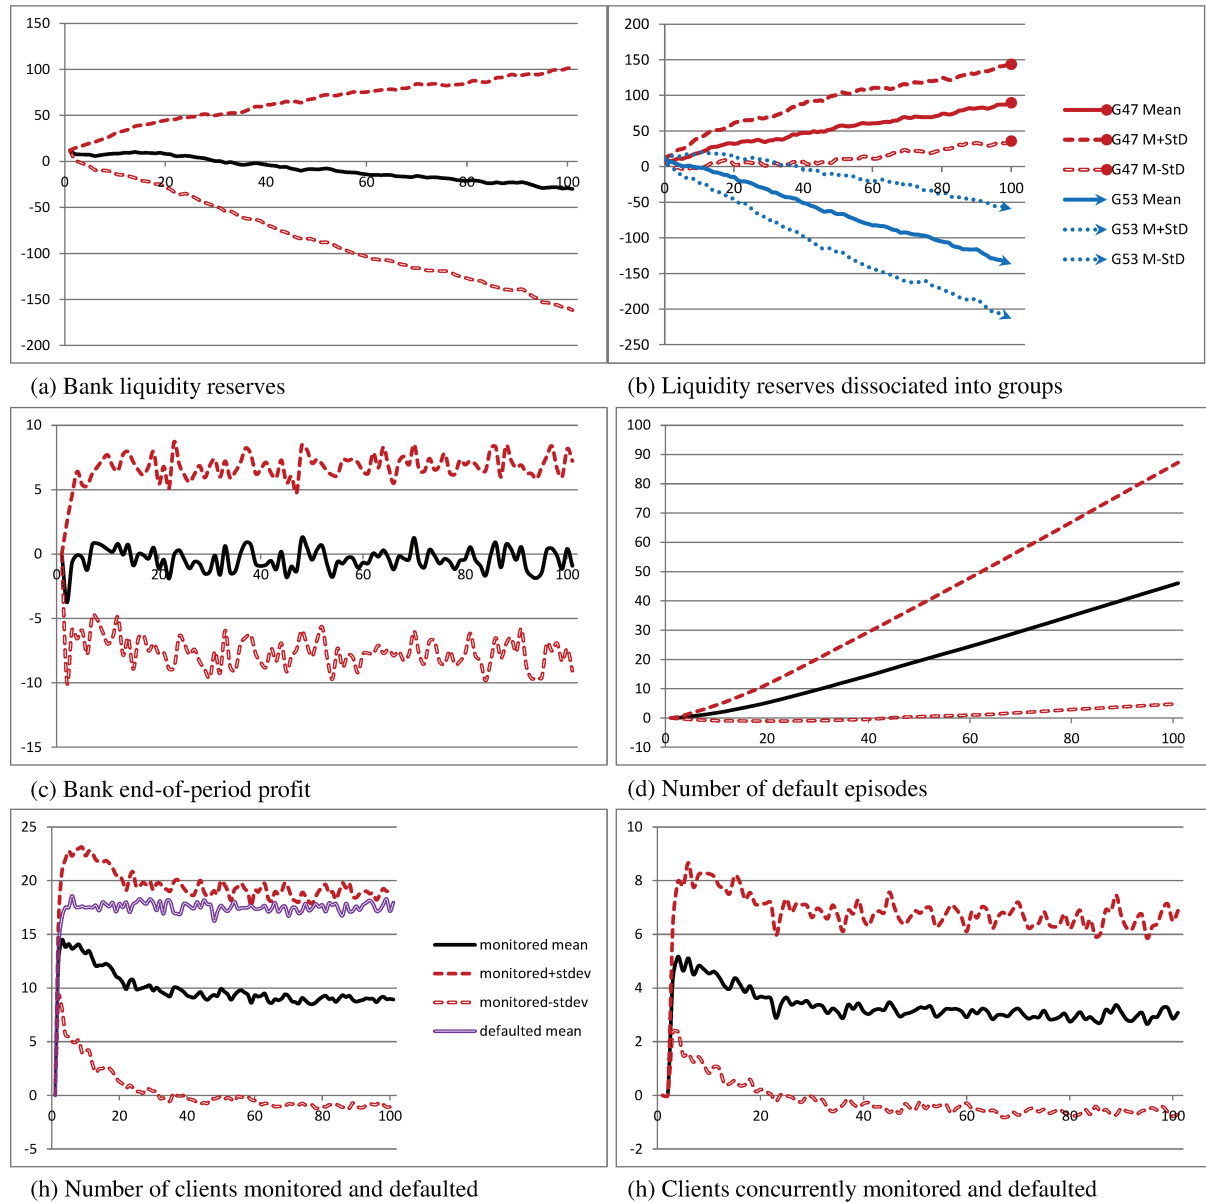 150
100
50
0
-50
-100
-150
-200
0 20 40 60 80 100
(a) Bank liquidity reserves
200
150
100
50
0
-50
-100
-150
-200
-250
0 20 40 60 80 100
G47 Mean
G47 M+StD
G47 M-StD
G53 Mean
G53 M+StD
G53 M-StD
(b) Liquidity reserves dissociated into groups
10
5
0
-5
-10
-15
0 20 40 60 80 100
(c) Bank end-of-period profit
100
90
80
70
60
50
40
30
20
10
0
-10
0 20 40 60 80 100
(d) Number of default episodes
25
20
15
10
5
0
-5
0 20 40 60 80 100
monitored mean
monitored+stdev
monitored-stdev
defaulted mean
(h) Number of clients monitored and defaulted
10
8
6
4
2
0
-2
0 20 40 60 80 100
(h) Clients concurrently monitored and defaulted